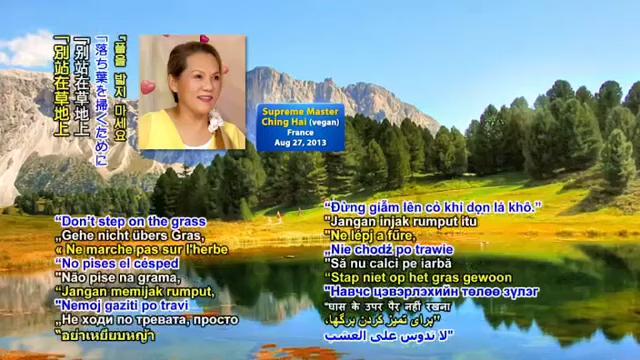 「別站在草地上
「別站在草地上
「落ち葉を掃くために
"풀을 밟지 마세요
Supreme Master
Ching Hai (vegan)
France
Aug 27, 2013
"Don't step on the grass
„Gehe nicht übers Gras,
« Ne marche pas sur l'herbe
"No pises el césped
"Não pise na grama,
"Jangan memijak rumput,
"Nemoj gaziti po travi
„Не ходи по тревата, просто
"อย่าเหยียบหญ้า
"Đừng giẫm lên cỏ khi dọn lá khô."
"Jangan injak rumput itu
"Ne lépj a fűre,
„Nie chodź po trawie
"Să nu calci pe iarbă
"Stap niet op het gras gewoon
"Навчс цэвэрлэхийн төлөө зүлэг
"घास के उपर पैर नहीं रखना
"برای تمیز کردن برگها،
"لا تدوس على العشب